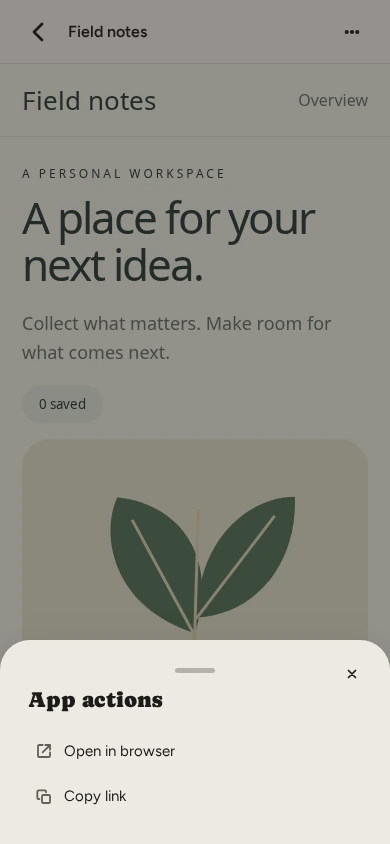 Field notes
Field notes
Overview
A PERSONAL WORKSPACE
A place for your
next idea.
Collect what matters. Make room for
what comes next.
0 saved
App actions
Open in browser
Copy link